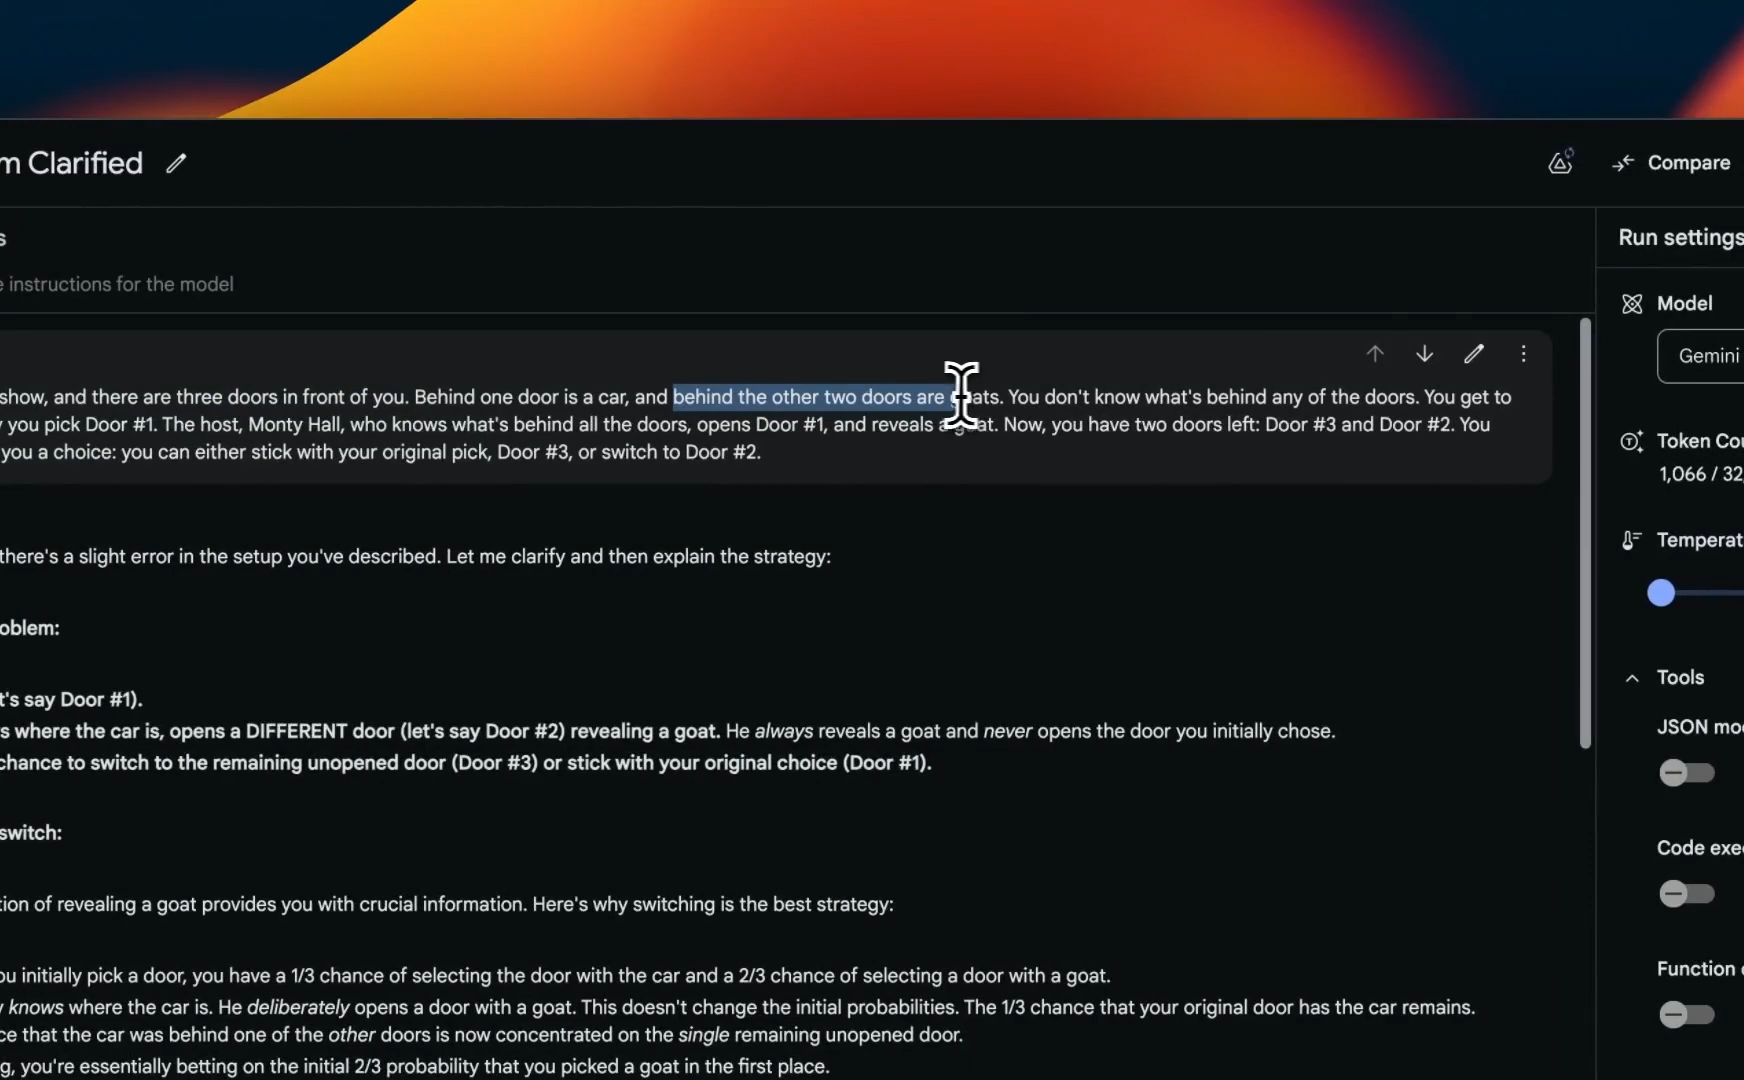 m Clarified
Compare
s
Run settings
e instructions for the model
Model
Gemini
show, and there are three doors in front of you. Behind one door is a car, and behind the other two doors are goats. You don't know what's behind any of the doors. You get to
y you pick Door #1. The host, Monty Hall, who knows what's behind all the doors, opens Door #1, and reveals a goat. Now, you have two doors left: Door #3 and Door #2. You
you a choice: you can either stick with your original pick, Door #3, or switch to Door #2.
Token Cou
1,066 / 32,
there's a slight error in the setup you've described. Let me clarify and then explain the strategy:
Temperat
oblem:
Tools
t's say Door #1).
JSON mo
s where the car is, opens a DIFFERENT door (let's say Door #2) revealing a goat. He always reveals a goat and never opens the door you initially chose.
chance to switch to the remaining unopened door (Door #3) or stick with your original choice (Door #1).
switch:
Code exe
tion of revealing a goat provides you with crucial information. Here's why switching is the best strategy:
Function c
ou initially pick a door, you have a 1/3 chance of selecting the door with the car and a 2/3 chance of selecting a door with a goat.
y knows where the car is. He deliberately opens a door with a goat. This doesn't change the initial probabilities. The 1/3 chance that your original door has the car remains.
ce that the car was behind one of the other doors is now concentrated on the single remaining unopened door.
g, you're essentially betting on the initial 2/3 probability that you picked a goat in the first place.